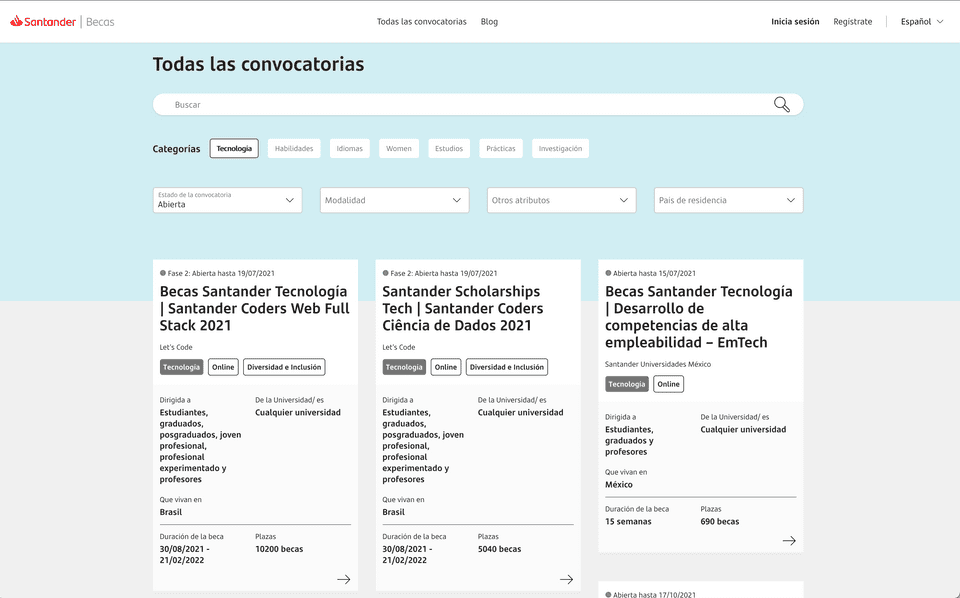 Santander | Becas
Todas las convocatorias
Blog
Inicia sesión
Regístrate
Español
Todas las convocatorias
Buscar
Categorías
Tecnología
Habilidades
Idiomas
Women
Estudios
Prácticas
Investigación
Estado de la convocatoria
Abierta
Modalidad
Otros atributos
País de residencia
Fase 2: Abierta hasta 19/07/2021
Becas Santander Tecnología
| Santander Coders Web Full
Stack 2021
Let's Code
Tecnología
Online
Diversidad e Inclusión
Dirigida a
Estudiantes,
graduados,
posgraduados, joven
profesional,
profesional
experimentado y
profesores
De la Universidad/ es
Cualquier universidad
Que vivan en
Brasil
Duración de la beca
30/08/2021 -
21/02/2022
Plazas
10200 becas
Fase 2: Abierta hasta 19/07/2021
Santander Scholarships
Tech | Santander Coders
Ciência de Dados 2021
Let's Code
Tecnología
Online
Diversidad e Inclusión
Dirigida a
Estudiantes,
graduados,
posgraduados, joven
profesional,
profesional
experimentado y
profesores
De la Universidad/ es
Cualquier universidad
Que vivan en
Brasil
Duración de la beca
30/08/2021 -
21/02/2022
Plazas
5040 becas
Abierta hasta 15/07/2021
Becas Santander Tecnología
| Desarrollo de
competencias de alta
empleabilidad – EmTech
Santander Universidades México
Tecnología
Online
Dirigida a
Estudiantes,
graduados y
profesores
De la Universidad/ es
Cualquier universidad
Que vivan en
México
Duración de la beca
15 semanas
Plazas
690 becas
Abierta hasta 17/10/2021